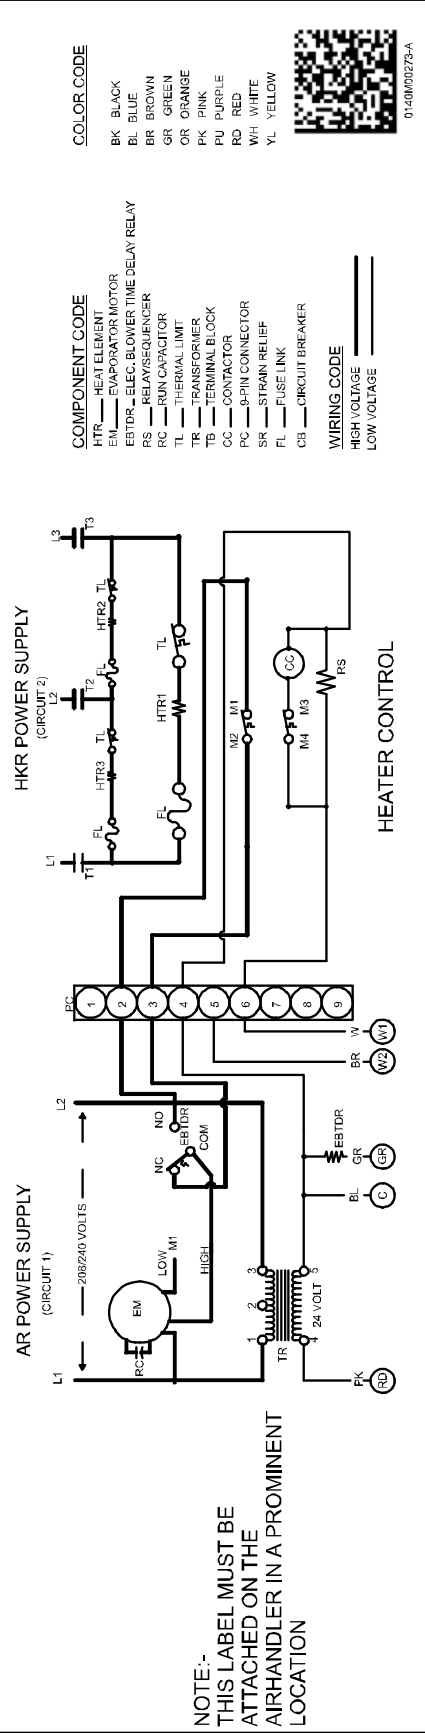 NOTE:-
THIS LABEL MUST BE
ATTACHED ON THE
AIRHANDLER IN A PROMINENT
LOCATION
AR POWER SUPPLY
(CIRCUIT 1)
L1
208/240 VOLTS
L2
RC
EM
LOW
M1
HIGH
NC
NO
EBTDR
COM
1
2
3
TR
4
5
24 VOLT
PK
RD
BL
C
GR
GR
EBTDR
BR
W2
W
W1
PC
1
2
3
4
5
6
7
8
9
HKR POWER SUPPLY
(CIRCUIT 2)
L1
L2
L3
T1
T2
T3
FL
HTR3
TL
FL
HTR2
TL
FL
HTR1
TL
M2
M1
M4
M3
CC
RS
HEATER CONTROL
COMPONENT CODE
HTR HEAT ELEMENT
EM EVAPORATOR MOTOR
EBTDR ELEC. BLOWER TIME DELAY RELAY
RS RELAY/SEQUENCER
RC RUN CAPACITOR
TL THERMAL LIMIT
TR TRANSFORMER
TB TERMINAL BLOCK
CC CONTACTOR
PC 9-PIN CONNECTOR
SR STRAIN RELIEF
FL FUSE LINK
CB CIRCUIT BREAKER
WIRING CODE
HIGH VOLTAGE
LOW VOLTAGE
COLOR CODE
BK BLACK
BL BLUE
BR BROWN
GR GREEN
OR ORANGE
PK PINK
PU PURPLE
RD RED
WH WHITE
YL YELLOW
0140M00273-A